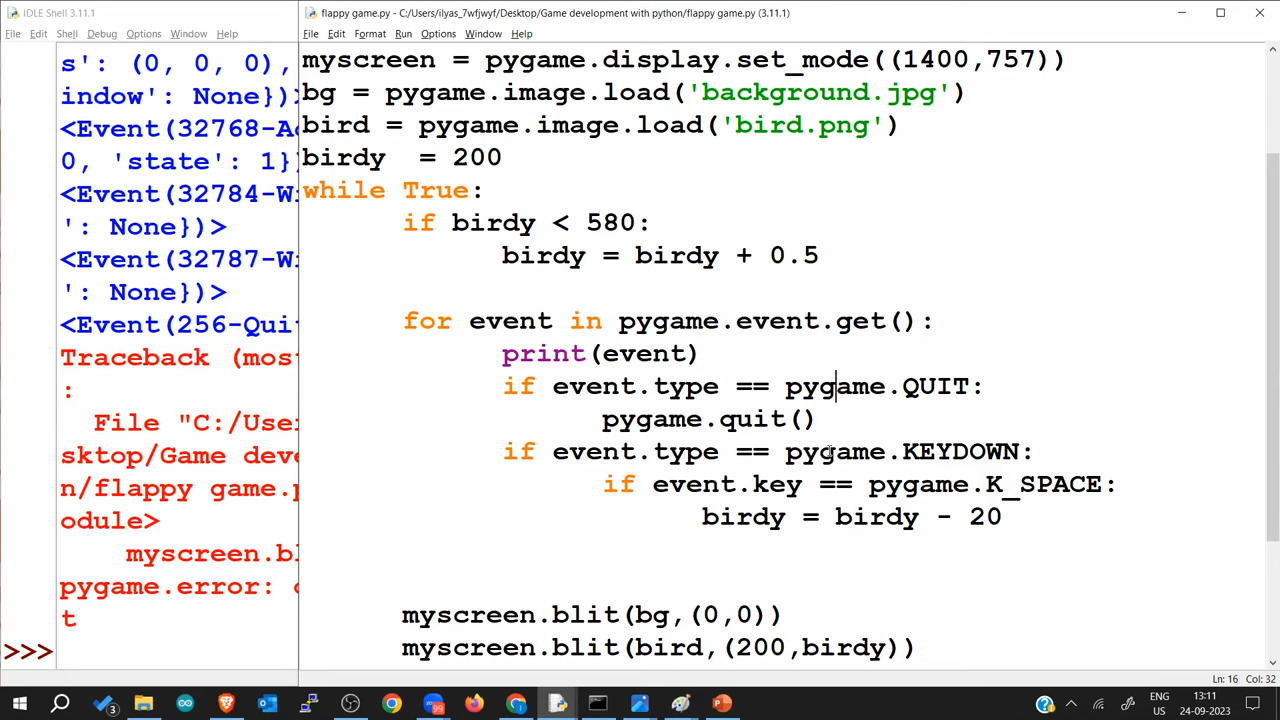 IDLE Shell 3.11.1
File Edit Shell Debug Options Window Help
s': (0, 0, 0),
indow': None})>
<Event(32768-A
0, 'state': 1}
<Event(32784-W
': None})>
<Event(32787-W
': None})>
<Event(256-Qui
Traceback (mos
:
File "C:/Use
sktop/Game deve
n/flappy game.p
odule>
myscreen.bl
pygame.error:
t
>>>
flappy game.py - C:/Users/ilyas_7wfjwyf/Desktop/Game development with python/flappy game.py (3.11.1)
File Edit Format Run Options Window Help
myscreen = pygame.display.set_mode((1400,757))
bg = pygame.image.load('background.jpg')
bird = pygame.image.load('bird.png')
birdy  = 200
while True:
if birdy < 580:
birdy = birdy + 0.5
for event in pygame.event.get():
print(event)
if event.type == pygame.QUIT:
pygame.quit()
if event.type == pygame.KEYDOWN:
if event.key == pygame.K_SPACE:
birdy = birdy - 20
myscreen.blit(bg,(0,0))
myscreen.blit(bird,(200,birdy))
Ln: 16 Col: 32
3
99
ENG
US
13:11
24-09-2023